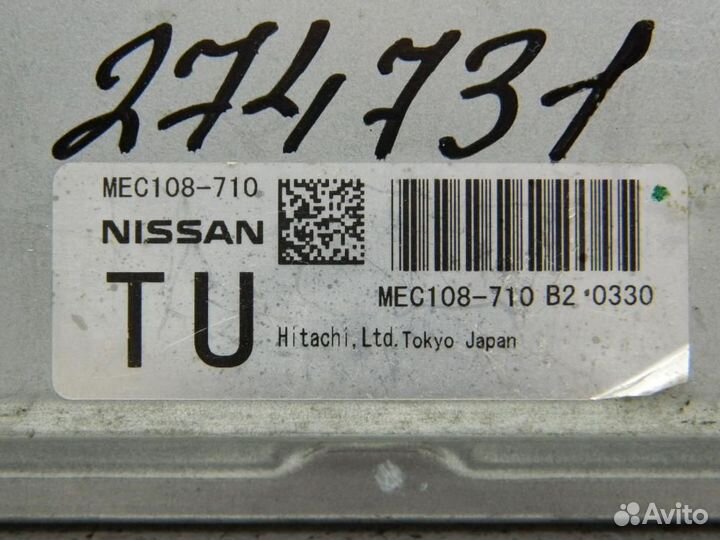 274731
MEC108-710
NISSAN
TU
MEC108-710 B2 0330
Hitachi,Ltd.Tokyo Japan
Avito